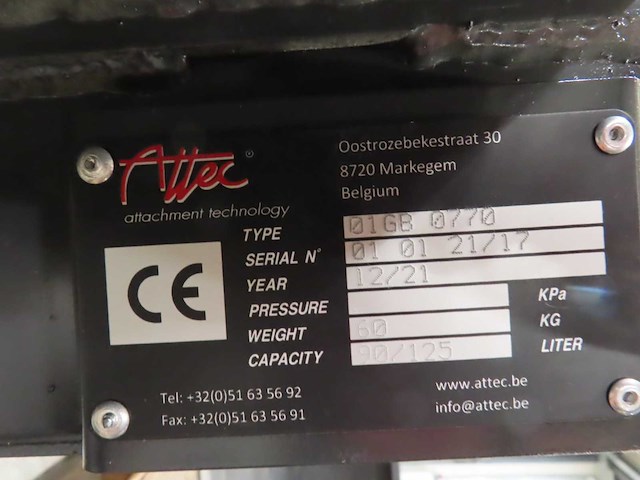 Attec®
attachment technology
Oostrozebekestraat 30
8720 Markegem
Belgium
CE
TYPE 01GB 0770
SERIAL N° 01 01 21/17
YEAR 12/21
PRESSURE KPa
WEIGHT 60 KG
CAPACITY 90/125 LITER
Tel: +32(0)51 63 56 92
Fax: +32(0)51 63 56 91
www.attec.be
info@attec.be